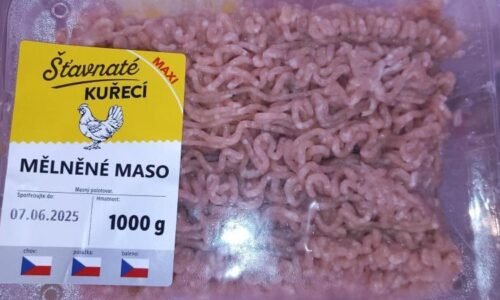 Šťavnaté
MAXI
KUŘECÍ
MĚLNĚNÉ MASO
Masný polotovar.
Spotřebujte do:
Hmotnost:
07.06.2025
1000 g
chov:
porážka:
baleno: